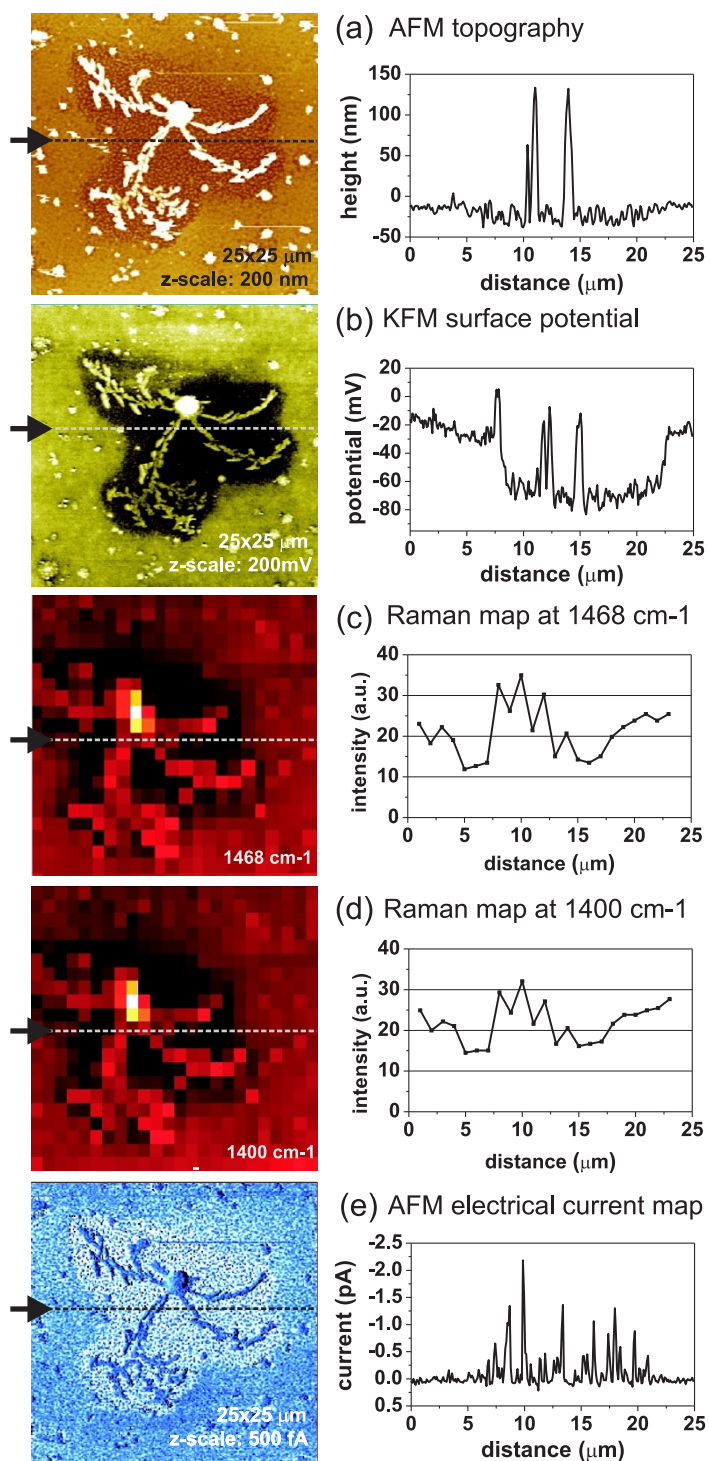 (a) AFM topography
25x25 μm
z-scale: 200 nm
height (nm)
150
100
50
0
-50
0 5 10 15 20 25
distance (μm)
(b) KFM surface potential
25x25 μm
z-scale: 200mV
potential (mV)
20
0
-20
-40
-60
-80
0 5 10 15 20 25
distance (μm)
(c) Raman map at 1468 cm-1
1468 cm-1
intensity (a.u.)
40
30
20
10
0
0 5 10 15 20 25
distance (μm)
(d) Raman map at 1400 cm-1
1400 cm-1
intensity (a.u.)
40
30
20
10
0
0 5 10 15 20 25
distance (μm)
(e) AFM electrical current map
25x25 μm
z-scale: 500 fA
current (pA)
-2.5
-2.0
-1.5
-1.0
-0.5
0.0
0.5
0 5 10 15 20 25
distance (μm)